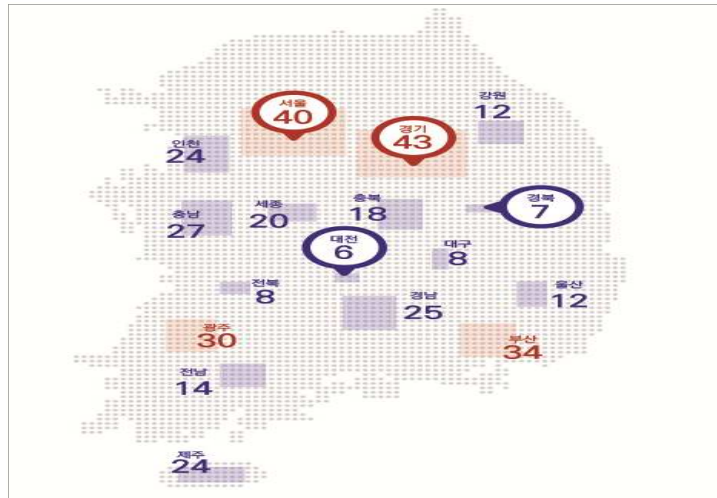 서울
40
경기
43
강원
12
인천
24
충남
27
세종
20
충북
18
경북
7
대전
6
대구
8
전북
8
경남
25
울산
12
광주
30
부산
34
전남
14
제주
24